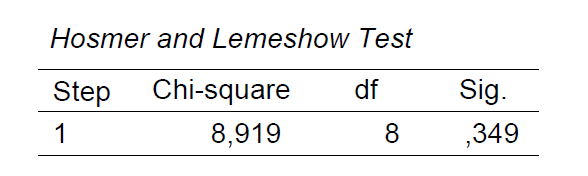 Hosmer and Lemeshow Test
Step Chi-square df Sig.
1 8,919 8 ,349